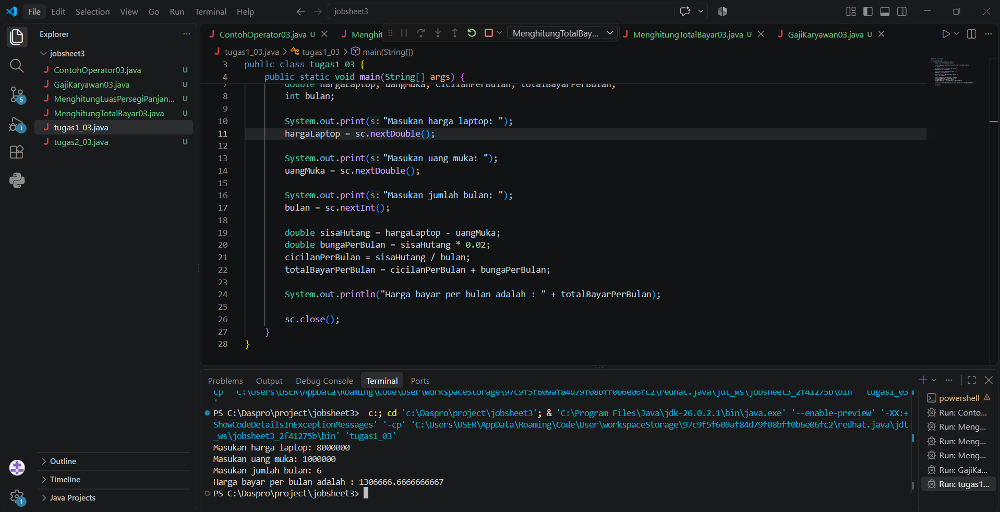 File Edit Selection View Go Run Terminal Help
jobsheet3
Explorer
jobsheet3
ContohOperator03.java U
GajiKaryawan03.java U
MenghitungLuasPersegiPanjan... U
MenghitungTotalBayar03.java U
tugas1_03.java
tugas2_03.java U
5
1
Outline
Timeline
Java Projects
1
ContohOperator03.java U
Menghit
MenghitungTotalBay...
MenghitungTotalBayar03.java U
GajiKaryawan03.java U
tugas1_03.java > tugas1_03 > main(String[])
3 public class tugas1_03 {
4 public static void main(String[] args) {
7 double hargaLaptop, uangMuka, cicilanPerBulan, totalBayarPerBulan;
8 int bulan;
9
10 System.out.print(s: "Masukan harga laptop: ");
11 hargaLaptop = sc.nextDouble();
12
13 System.out.print(s: "Masukan uang muka: ");
14 uangMuka = sc.nextDouble();
15
16 System.out.print(s: "Masukan jumlah bulan: ");
17 bulan = sc.nextInt();
18
19 double sisaHutang = hargaLaptop - uangMuka;
20 double bungaPerBulan = sisaHutang * 0.02;
21 cicilanPerBulan = sisaHutang / bulan;
22 totalBayarPerBulan = cicilanPerBulan + bungaPerBulan;
23
24 System.out.println("Harga bayar per bulan adalah : " + totalBayarPerBulan);
25
26 sc.close();
27 }
28 }
Problems Output Debug Console Terminal Ports
cp' 'C:\Users\USER\AppData\Roaming\Code\User\workspaceStorage\97c9f5f609af84d79f08bff0b6e06fc2\redhat.java\jdt_ws\jobsheet3_2f41275b\bin' 'tugas1_03
'
PS C:\Daspro\project\jobsheet3> c:; cd 'c:\Daspro\project\jobsheet3'; & 'C:\Program Files\Java\jdk-26.0.2.1\bin\java.exe' '--enable-preview' '-XX:+
ShowCodeDetailsInExceptionMessages' '-cp' 'C:\Users\USER\AppData\Roaming\Code\User\workspaceStorage\97c9f5f609af84d79f08bff0b6e06fc2\redhat.java\jdt
_ws\jobsheet3_2f41275b\bin' 'tugas1_03'
Masukan harga laptop: 8000000
Masukan uang muka: 1000000
Masukan jumlah bulan: 6
Harga bayar per bulan adalah : 1306666.6666666667
PS C:\Daspro\project\jobsheet3>
powershell
Run: Conto...
Run: Meng...
Run: Meng...
Run: Meng...
Run: GajiKa...
Run: tugas1...